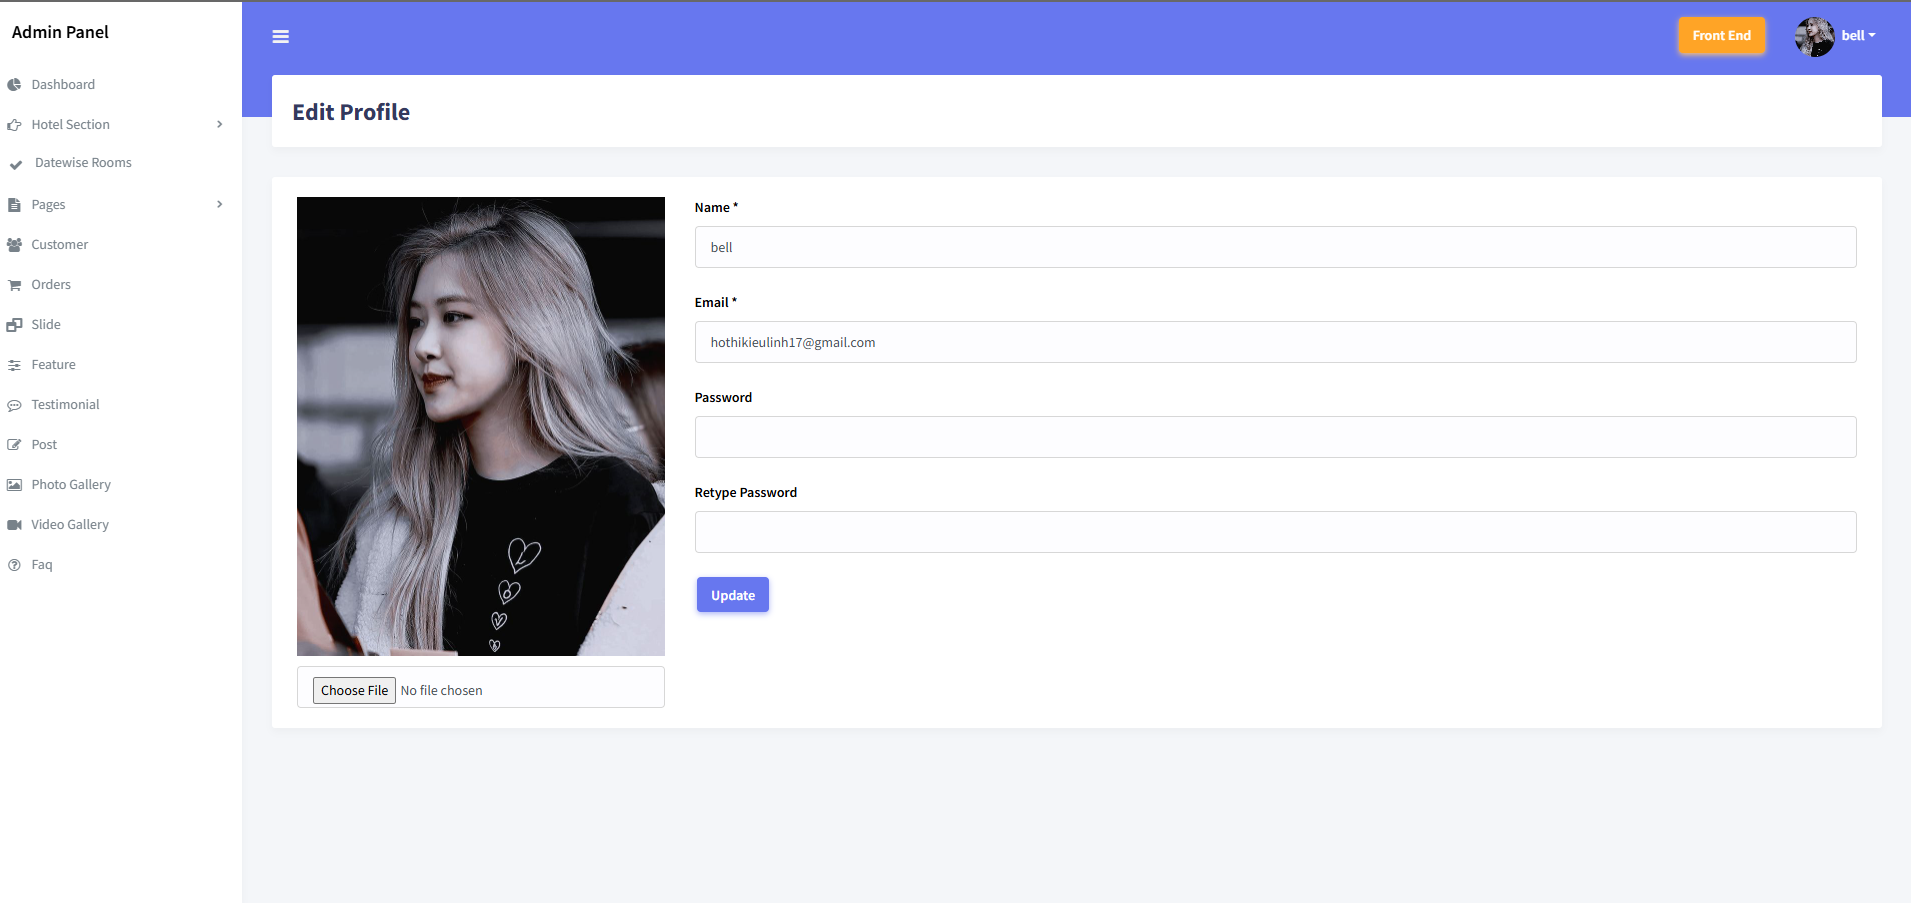 Admin Panel
Front End
bell
Dashboard
Edit Profile
Hotel Section
Datewise Rooms
Pages
Customer
Orders
Slide
Feature
Testimonial
Post
Photo Gallery
Video Gallery
Faq
Name *
bell
Email *
hothikieulinh17@gmail.com
Password
Retype Password
Update
L
O
V
Choose File No file chosen